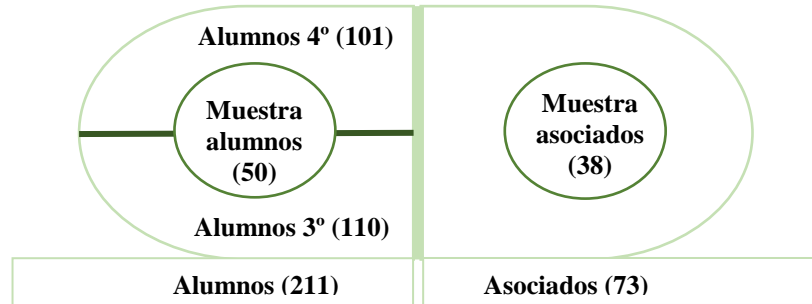 Alumnos 4º (101)
Muestra
alumnos
(50)
Muestra
asociados
(38)
Alumnos 3º (110)
Alumnos (211)
Asociados (73)